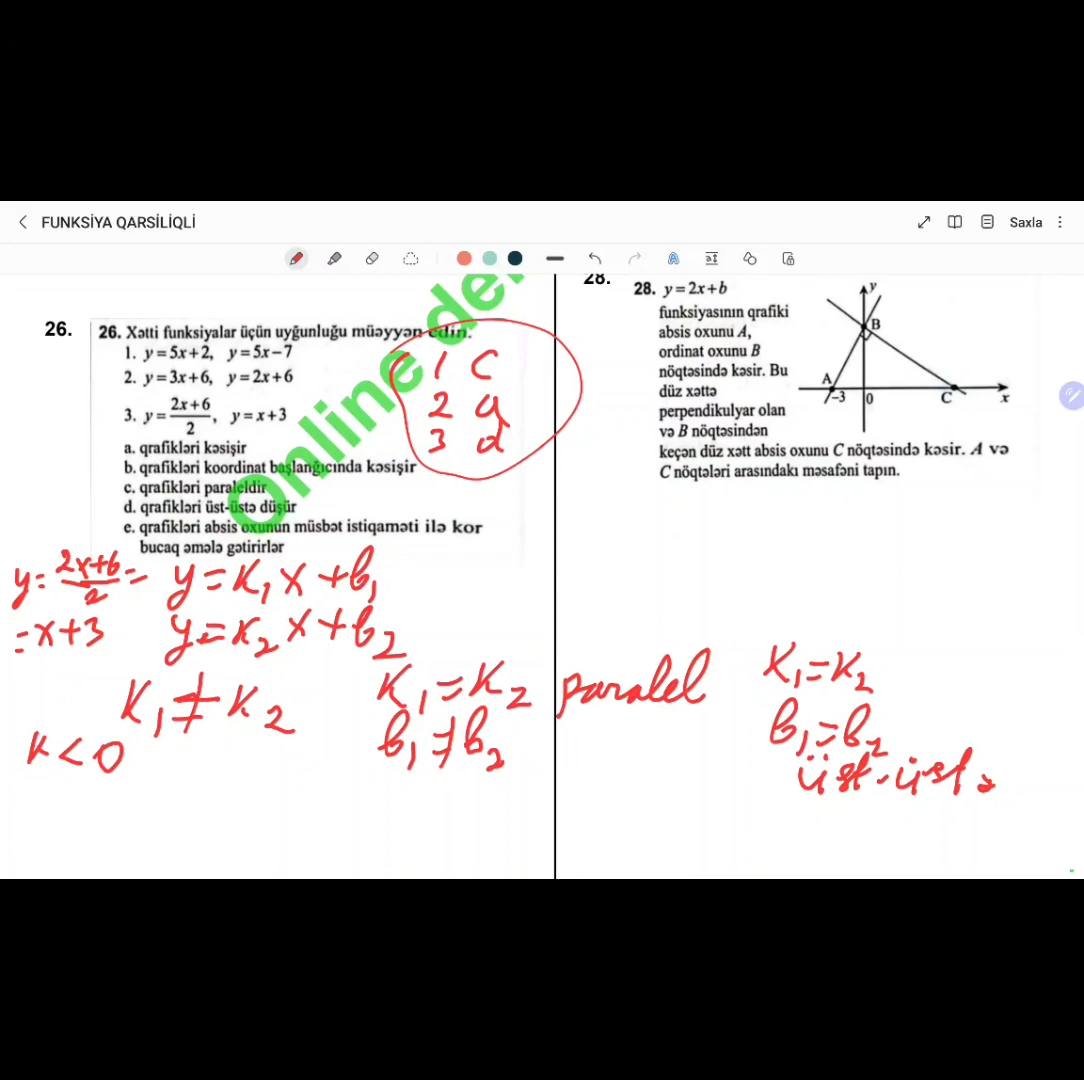 FUNKSİYA QARSİLİQLİ
Saxla
26.
26. Xətti funksiyalar üçün uyğunluğu müəyyən edin.
1. y=5x+2, y=5x−7
2. y=3x+6, y=2x+6
3. y=2x+6/2, y=x+3
a. qrafikləri kəsişir
b. qrafikləri koordinat başlanğıcında kəsişir
c. qrafikləri paraleldir
d. qrafikləri üst-üstə düşür
e. qrafikləri absis oxunun müsbət istiqaməti ilə kor
bucaq əmələ gətirirlər
Online de
1 c
2 a
3 d
y=2x+6/2=
=x+3
y=k₁x+b₁
y=k₂x+b₂
k₁≠k₂
k<0
k₁=k₂
b₁≠b₂
paralel
k₁=k₂
b₁=b₂
üst-üstə
28.
28. y=2x+b
funksiyasının qrafiki
absis oxunu A,
ordinat oxunu B
nöqtəsində kəsir. Bu
düz xəttə
perpendikulyar olan
və B nöqtəsindən
keçən düz xətt absis oxunu C nöqtəsində kəsir. A və
C nöqtələri arasındakı məsafəni tapın.
y
B
A
−3
0
C
x